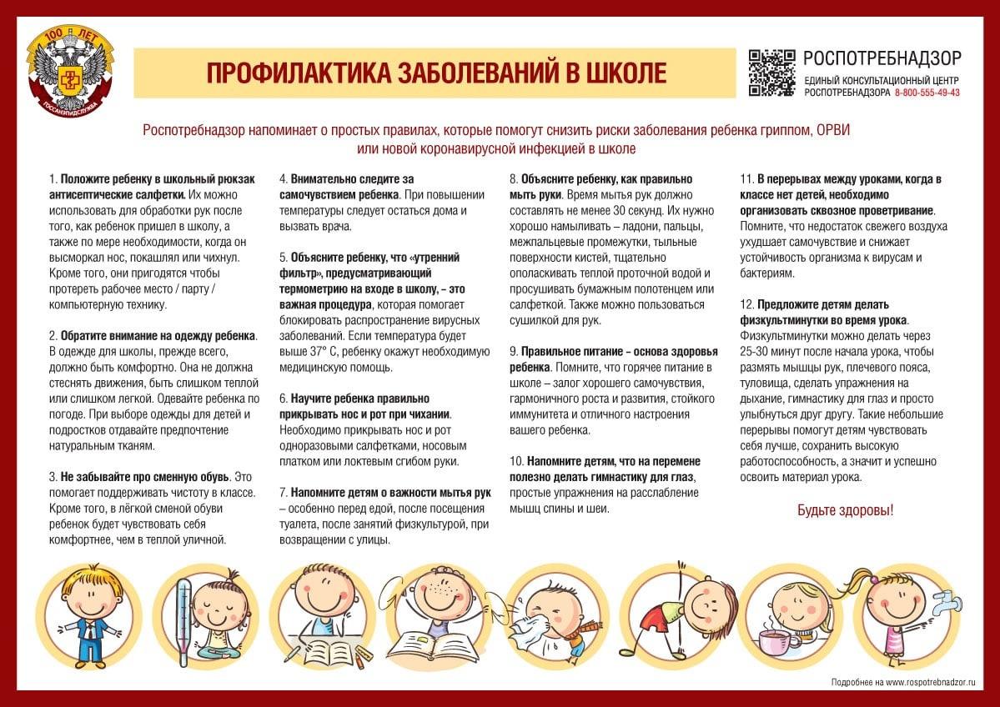 100 ЛЕТ
ГОССАНЭПИДСЛУЖБА
ПРОФИЛАКТИКА ЗАБОЛЕВАНИЙ В ШКОЛЕ
РОСПОТРЕБНАДЗОР
ЕДИНЫЙ КОНСУЛЬТАЦИОННЫЙ ЦЕНТР
РОСПОТРЕБНАДЗОРА 8-800-555-49-43
Роспотребнадзор напоминает о простых правилах, которые помогут снизить риски заболевания ребенка гриппом, ОРВИ
или новой коронавирусной инфекцией в школе
1. Положите ребенку в школьный рюкзак
антисептические салфетки. Их можно
использовать для обработки рук после
того, как ребенок пришел в школу, а
также по мере необходимости, когда он
высморкал нос, покашлял или чихнул.
Кроме того, они пригодятся чтобы
протереть рабочее место / парту /
компьютерную технику.
2. Обратите внимание на одежду ребенка.
В одежде для школы, прежде всего,
должно быть комфортно. Она не должна
стеснять движения, быть слишком теплой
или слишком легкой. Одевайте ребенка по
погоде. При выборе одежды для детей и
подростков отдавайте предпочтение
натуральным тканям.
3. Не забывайте про сменную обувь. Это
помогает поддерживать чистоту в классе.
Кроме того, в лёгкой сменой обуви
ребенок будет чувствовать себя
комфортнее, чем в теплой уличной.
4. Внимательно следите за
самочувствием ребенка. При повышении
температуры следует остаться дома и
вызвать врача.
5. Объясните ребенку, что «утренний
фильтр», предусматривающий
термометрию на входе в школу, – это
важная процедура, которая помогает
блокировать распространение вирусных
заболеваний. Если температура будет
выше 37° С, ребенку окажут необходимую
медицинскую помощь.
6. Научите ребенка правильно
прикрывать нос и рот при чихании.
Необходимо прикрывать нос и рот
одноразовыми салфетками, носовым
платком или локтевым сгибом руки.
7. Напомните детям о важности мытья рук
– особенно перед едой, после посещения
туалета, после занятий физкультурой, при
возвращении с улицы.
8. Объясните ребенку, как правильно
мыть руки. Время мытья рук должно
составлять не менее 30 секунд. Их нужно
хорошо намыливать – ладони, пальцы,
межпальцевые промежутки, тыльные
поверхности кистей, тщательно
ополаскивать теплой проточной водой и
просушивать бумажным полотенцем или
салфеткой. Также можно пользоваться
сушилкой для рук.
9. Правильное питание – основа здоровья
ребенка. Помните, что горячее питание в
школе – залог хорошего самочувствия,
гармоничного роста и развития, стойкого
иммунитета и отличного настроения
вашего ребенка.
10. Напомните детям, что на перемене
полезно делать гимнастику для глаз,
простые упражнения на расслабление
мышц спины и шеи.
11. В перерывах между уроками, когда в
классе нет детей, необходимо
организовать сквозное проветривание.
Помните, что недостаток свежего воздуха
ухудшает самочувствие и снижает
устойчивость организма к вирусам и
бактериям.
12. Предложите детям делать
физкультминутки во время урока.
Физкультминутки можно делать через
25-30 минут после начала урока, чтобы
размять мышцы рук, плечевого пояса,
туловища, сделать упражнения на
дыхание, гимнастику для глаз и просто
улыбнуться друг другу. Такие небольшие
перерывы помогут детям чувствовать
себя лучше, сохранить высокую
работоспособность, а значит и успешно
освоить материал урока.
Будьте здоровы!
Подробнее на www.rospotrebnadzor.ru